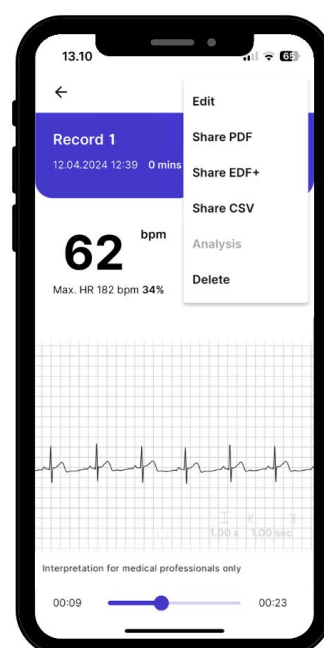 13.10
65
Edit
Record 1
Share PDF
12.04.2024 12:39 0 mins
Share EDF+
Share CSV
62 bpm
Analysis
Max. HR 182 bpm 34%
Delete
1.00 x 1.00 sec
Interpretation for medical professionals only
00:09 00:23